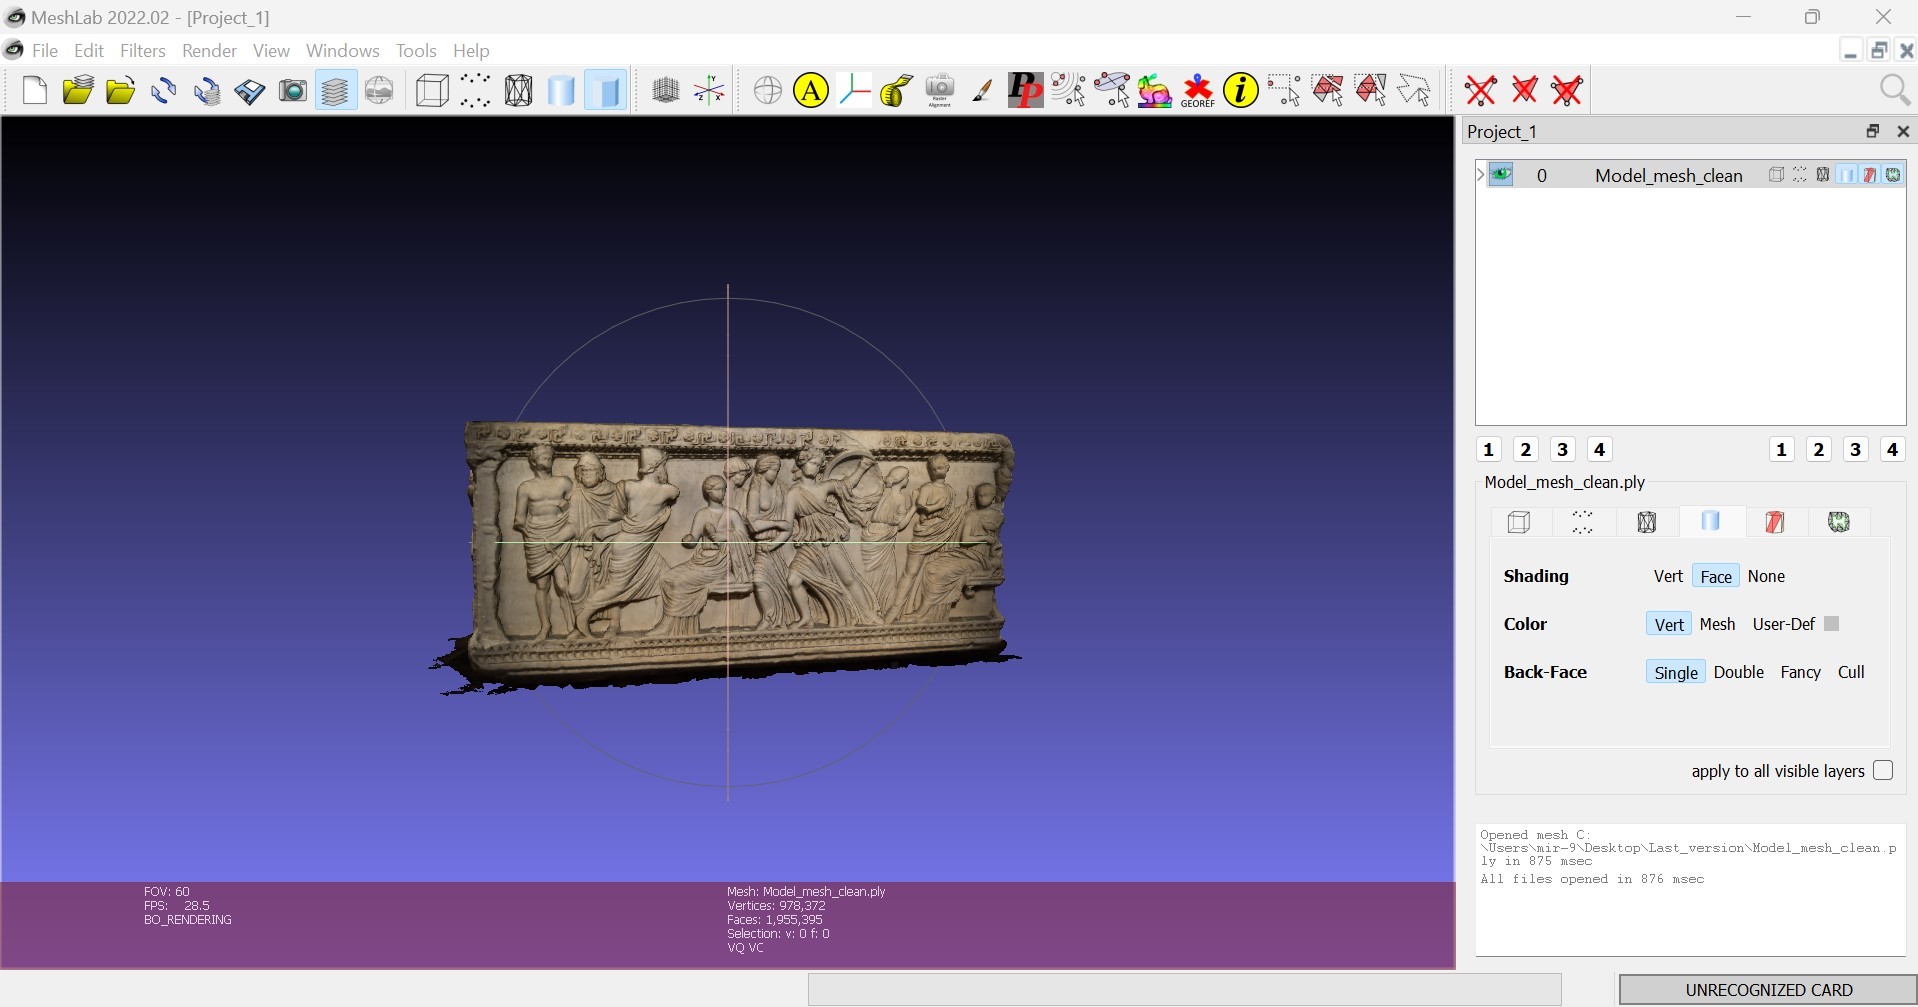 MeshLab 2022.02 - [Project_1]
File Edit Filters Render View Windows Tools Help
A
Raster Alignment
PP
GEOREF
i
Project_1
0 Model_mesh_clean
1 2 3 4 1 2 3 4
Model_mesh_clean.ply
Shading Vert Face None
Color Vert Mesh User-Def
Back-Face Single Double Fancy Cull
apply to all visible layers
Opened mesh C:
\Users\mir-9\Desktop\Last_version\Model_mesh_clean.p
ly in 875 msec
All files opened in 876 msec
FOV: 60
FPS: 28.5
BO_RENDERING
Mesh: Model_mesh_clean.ply
Vertices: 978,372
Faces: 1,955,395
Selection: v: 0 f: 0
VQ VC
UNRECOGNIZED CARD